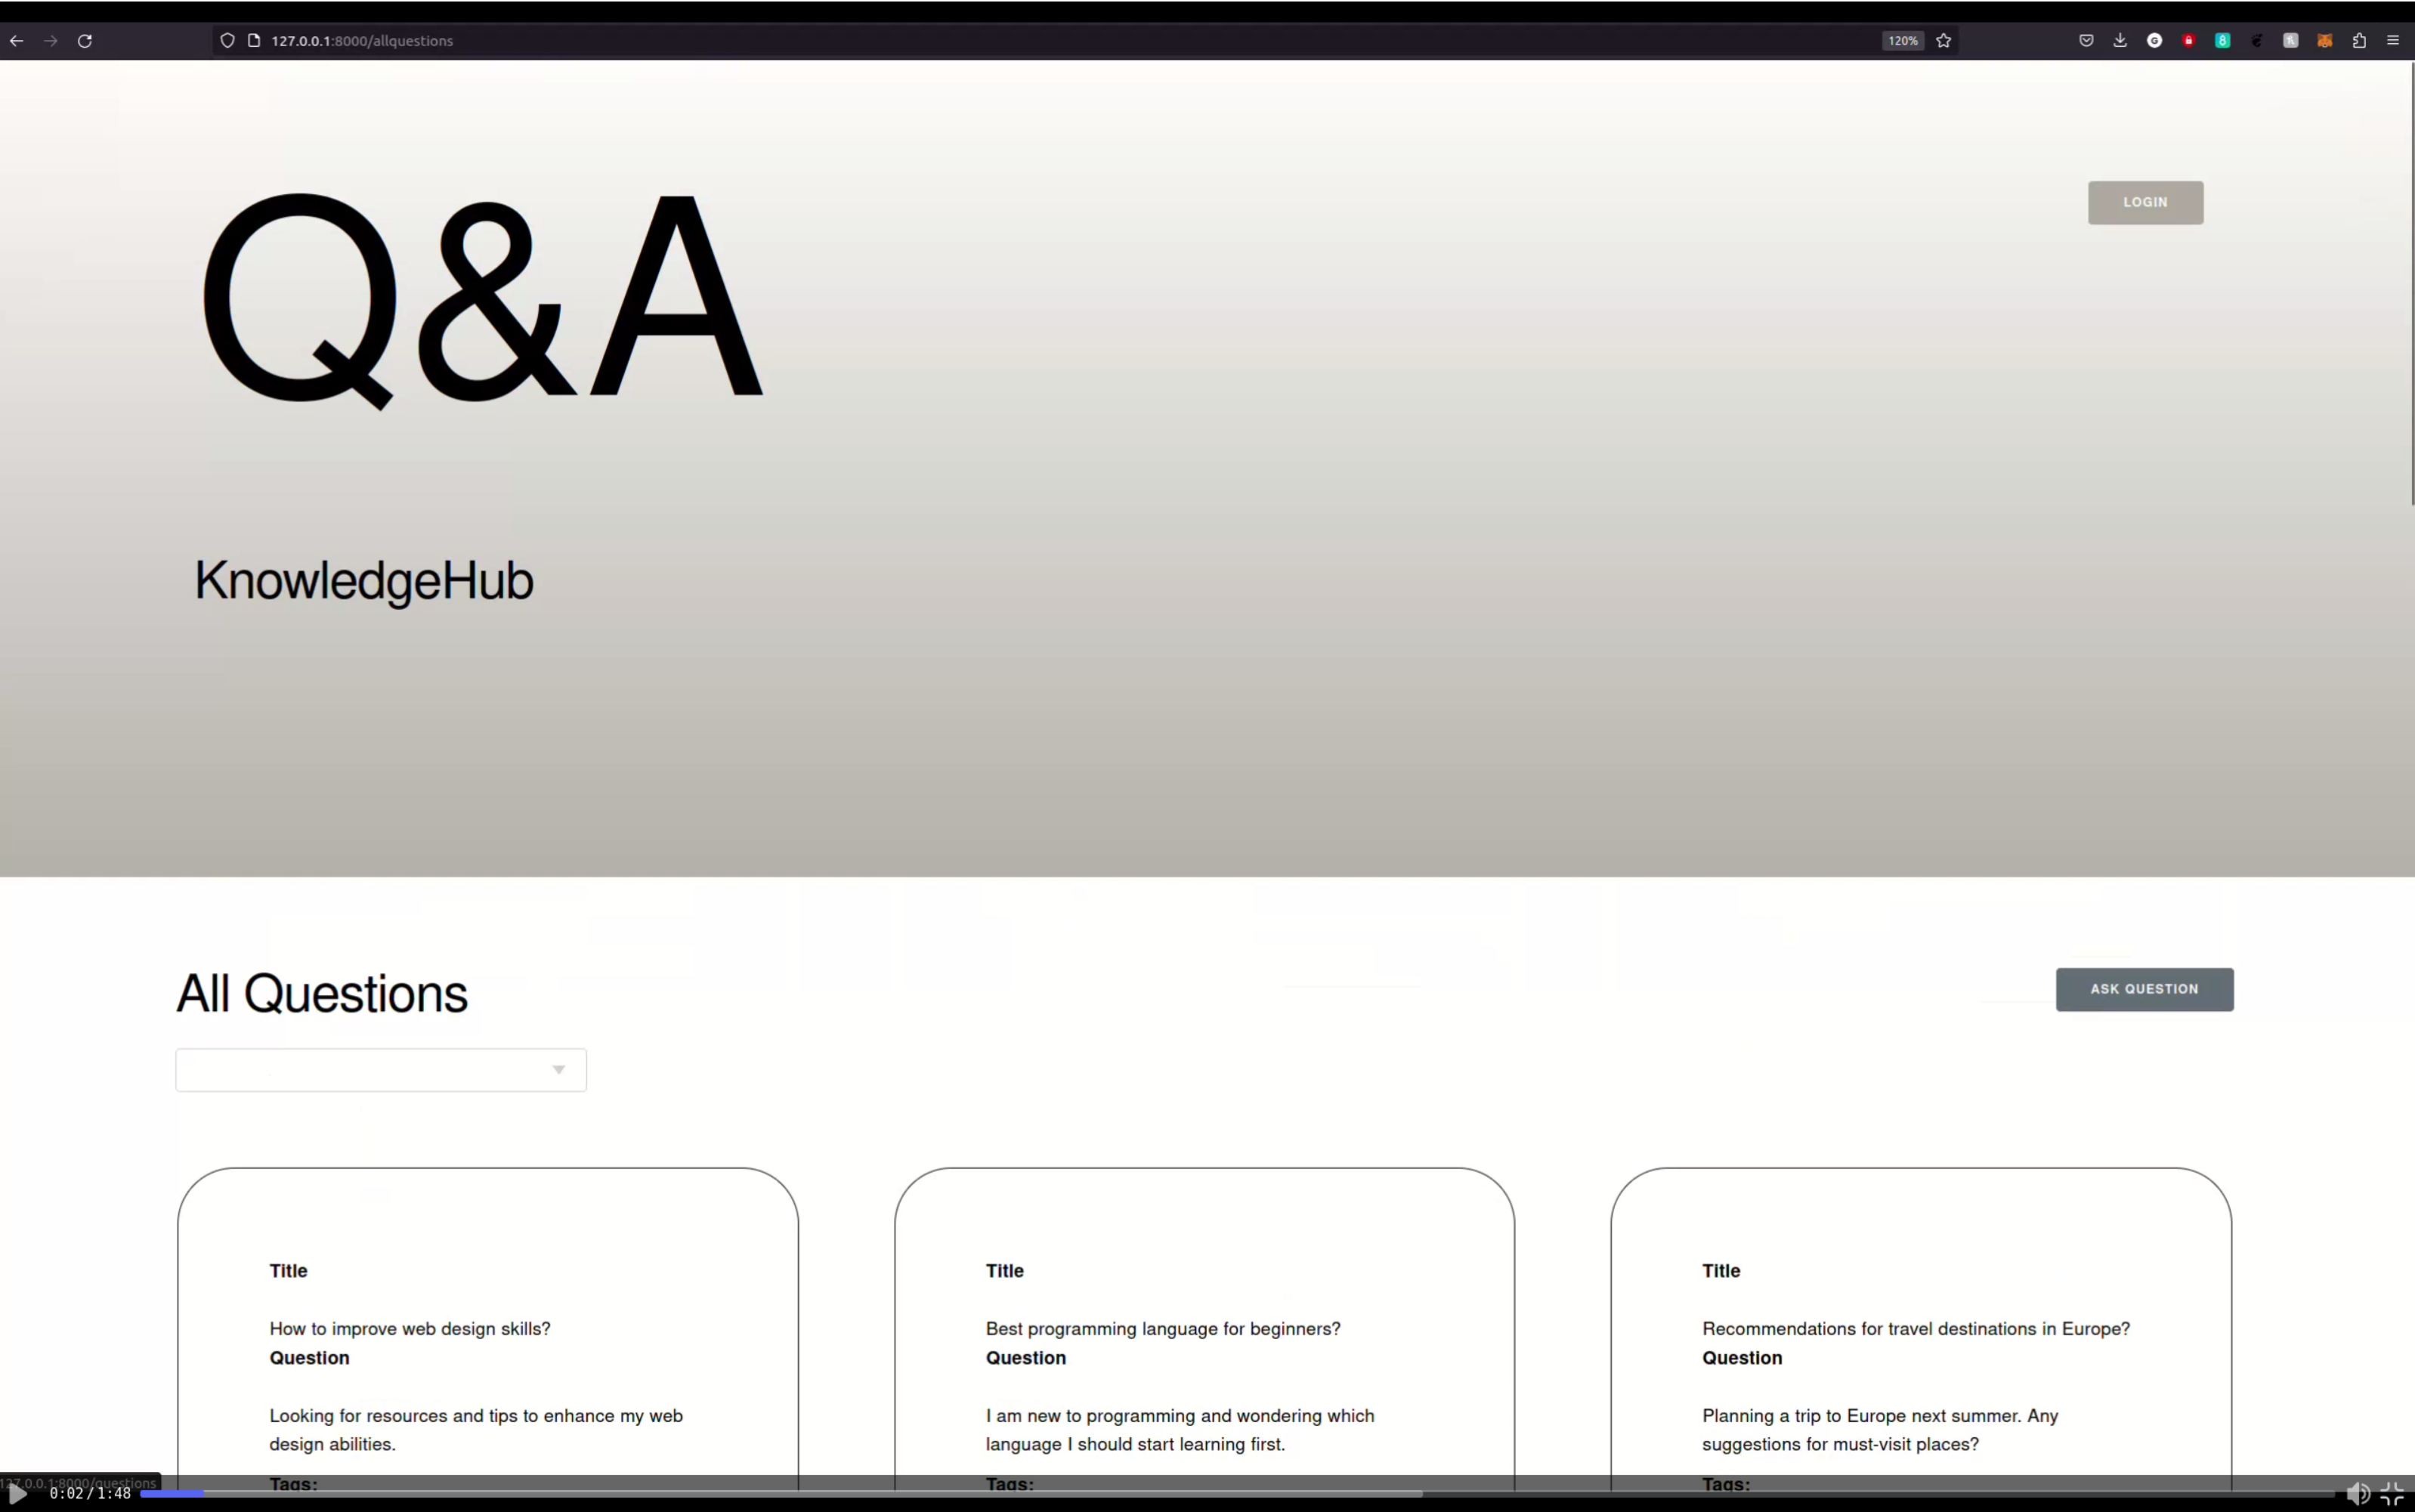 127.0.0.1:8000/allquestions
120%
Q&A
LOGIN
KnowledgeHub
All Questions
ASK QUESTION
Title
How to improve web design skills?
Question
Looking for resources and tips to enhance my web
design abilities.
Tags:
Title
Best programming language for beginners?
Question
I am new to programming and wondering which
language I should start learning first.
Tags:
Title
Recommendations for travel destinations in Europe?
Question
Planning a trip to Europe next summer. Any
suggestions for must-visit places?
Tags:
127.0.0.1:8000/questions
0:02/1:48